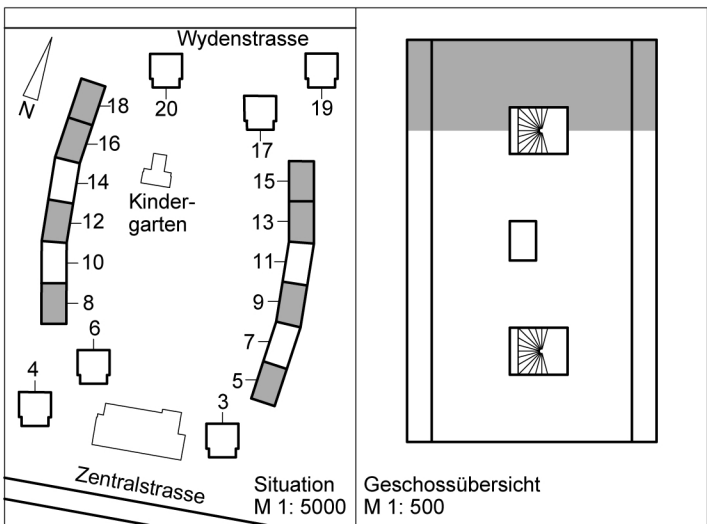 Wydenstrasse
N
18
20
19
16
17
14
15
Kinder-
garten
12
13
10
11
8
9
6
7
4
5
3
Zentralstrasse
Situation
M 1: 5000
Geschossübersicht
M 1: 500